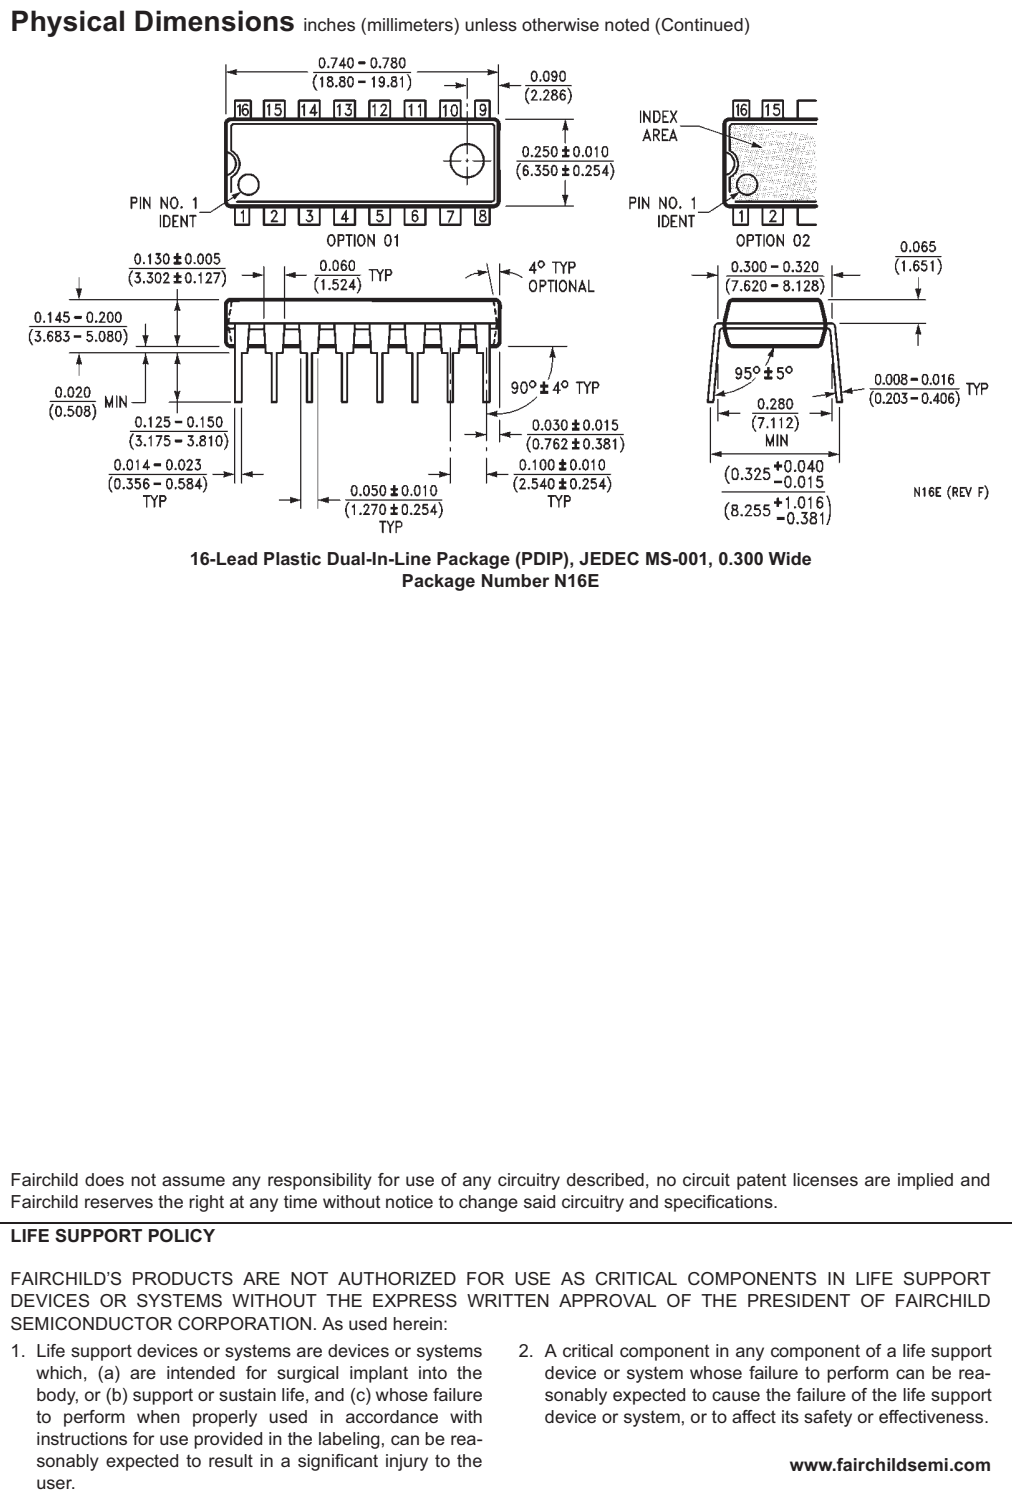 Physical Dimensions inches (millimeters) unless otherwise noted (Continued)
0.740 – 0.780
(18.80 – 19.81)
0.090
(2.286)
16 15 14 13 12 11 10 9
16 15
INDEX
AREA
0.250 ± 0.010
(6.350 ± 0.254)
PIN NO. 1
IDENT
PIN NO. 1
IDENT
1 2 3 4 5 6 7 8
1 2
OPTION 01
OPTION 02
0.065
(1.651)
0.130 ± 0.005
(3.302 ± 0.127)
0.060
(1.524)
TYP
4° TYP
OPTIONAL
0.300 – 0.320
(7.620 – 8.128)
0.145 – 0.200
(3.683 – 5.080)
95° ± 5°
90° ± 4° TYP
0.008 – 0.016
(0.203 – 0.406)
TYP
0.020
(0.508)
MIN
0.280
(7.112)
MIN
0.125 – 0.150
(3.175 – 3.810)
0.030 ± 0.015
(0.762 ± 0.381)
0.014 – 0.023
(0.356 – 0.584)
TYP
0.100 ± 0.010
(2.540 ± 0.254)
TYP
0.050 ± 0.010
(1.270 ± 0.254)
TYP
(0.325 +0.040
–0.015
(8.255 +1.016)
–0.381)
N16E (REV F)
16-Lead Plastic Dual-In-Line Package (PDIP), JEDEC MS-001, 0.300 Wide
Package Number N16E
Fairchild does not assume any responsibility for use of any circuitry described, no circuit patent licenses are implied and
Fairchild reserves the right at any time without notice to change said circuitry and specifications.
LIFE SUPPORT POLICY
FAIRCHILD'S PRODUCTS ARE NOT AUTHORIZED FOR USE AS CRITICAL COMPONENTS IN LIFE SUPPORT
DEVICES OR SYSTEMS WITHOUT THE EXPRESS WRITTEN APPROVAL OF THE PRESIDENT OF FAIRCHILD
SEMICONDUCTOR CORPORATION. As used herein:
1. Life support devices or systems are devices or systems
which, (a) are intended for surgical implant into the
body, or (b) support or sustain life, and (c) whose failure
to perform when properly used in accordance with
instructions for use provided in the labeling, can be rea-
sonably expected to result in a significant injury to the
user.
2. A critical component in any component of a life support
device or system whose failure to perform can be rea-
sonably expected to cause the failure of the life support
device or system, or to affect its safety or effectiveness.
www.fairchildsemi.com